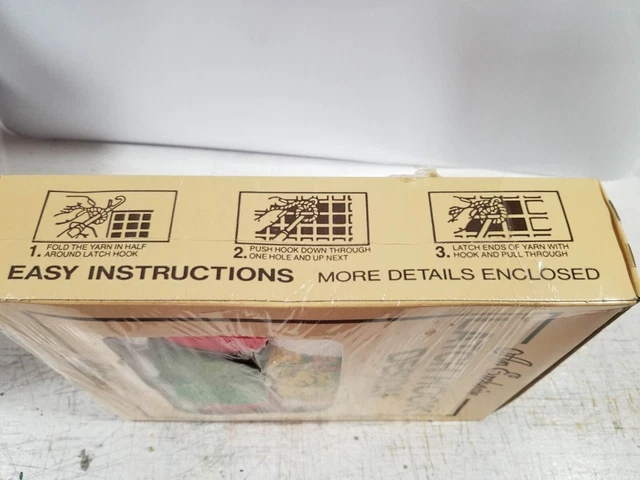 1. FOLD THE YARN IN HALF
AROUND LATCH HOOK
2. PUSH HOOK DOWN THROUGH
ONE HOLE AND UP NEXT
3. LATCH ENDS OF YARN WITH
HOOK AND PULL THROUGH
EASY INSTRUCTIONS MORE DETAILS ENCLOSED